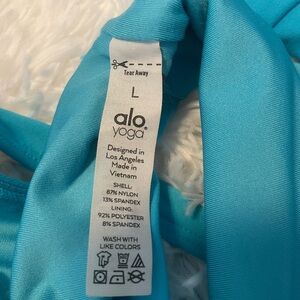 Tear Away
L
alo
yoga
Designed in
Los Angeles
Made in
Vietnam
SHELL:
87% NYLON
13% SPANDEX
LINING:
92% POLYESTER
8% SPANDEX
WASH WITH
LIKE COLORS